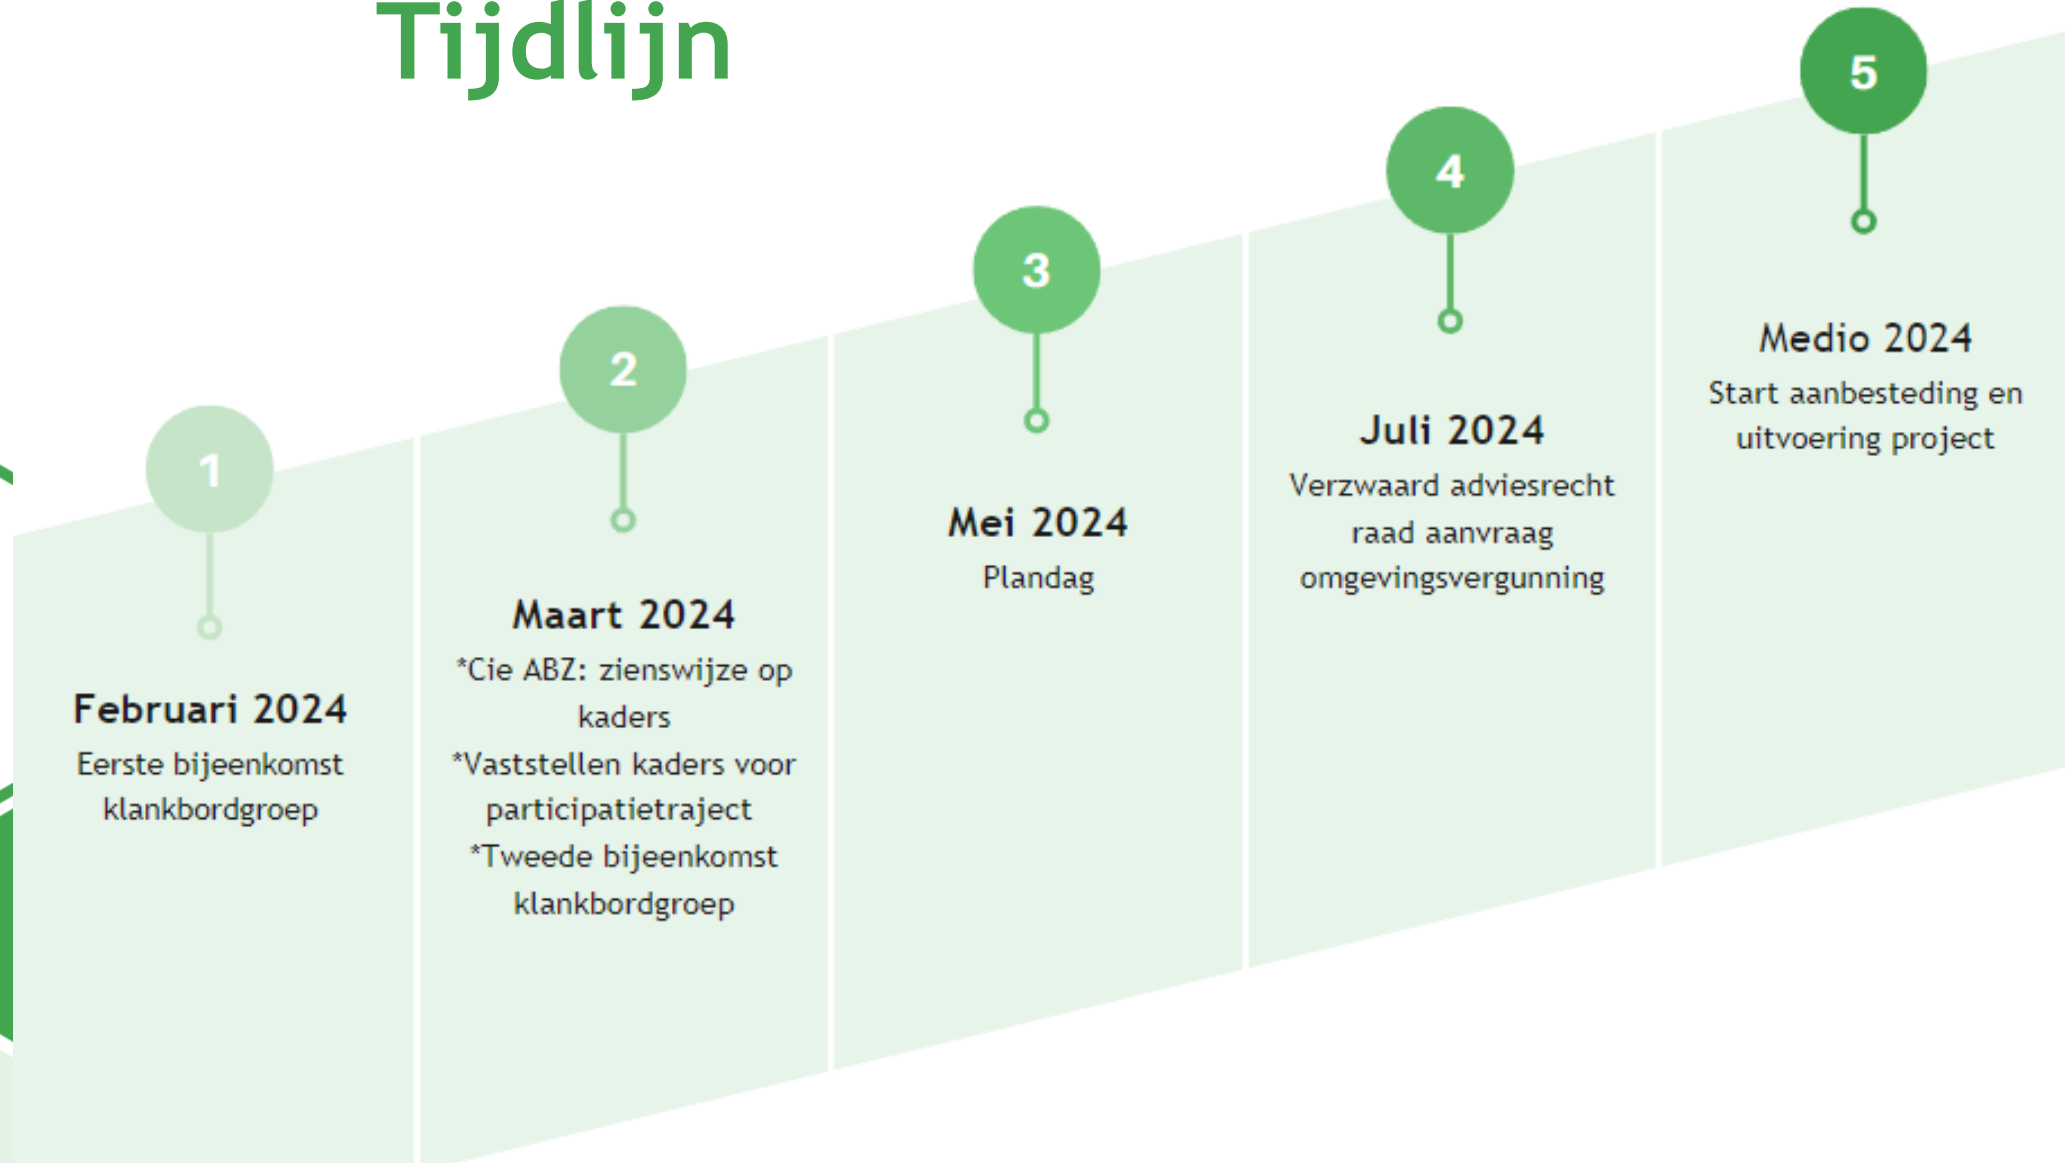 Tijdlijn
1
Februari 2024
Eerste bijeenkomst
klankbordgroep
2
Maart 2024
*Cie ABZ: zienswijze op
kaders
*Vaststellen kaders voor
participatietraject
*Tweede bijeenkomst
klankbordgroep
3
Mei 2024
Plandag
4
Juli 2024
Verzwaard adviesrecht
raad aanvraag
omgevingsvergunning
5
Medio 2024
Start aanbesteding en
uitvoering project